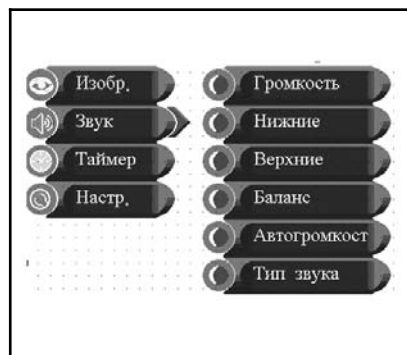 Изобр.
Звук
Таймер
Настр.
Громкость
Нижние
Верхние
Баланс
Автогромкост
Тип звука